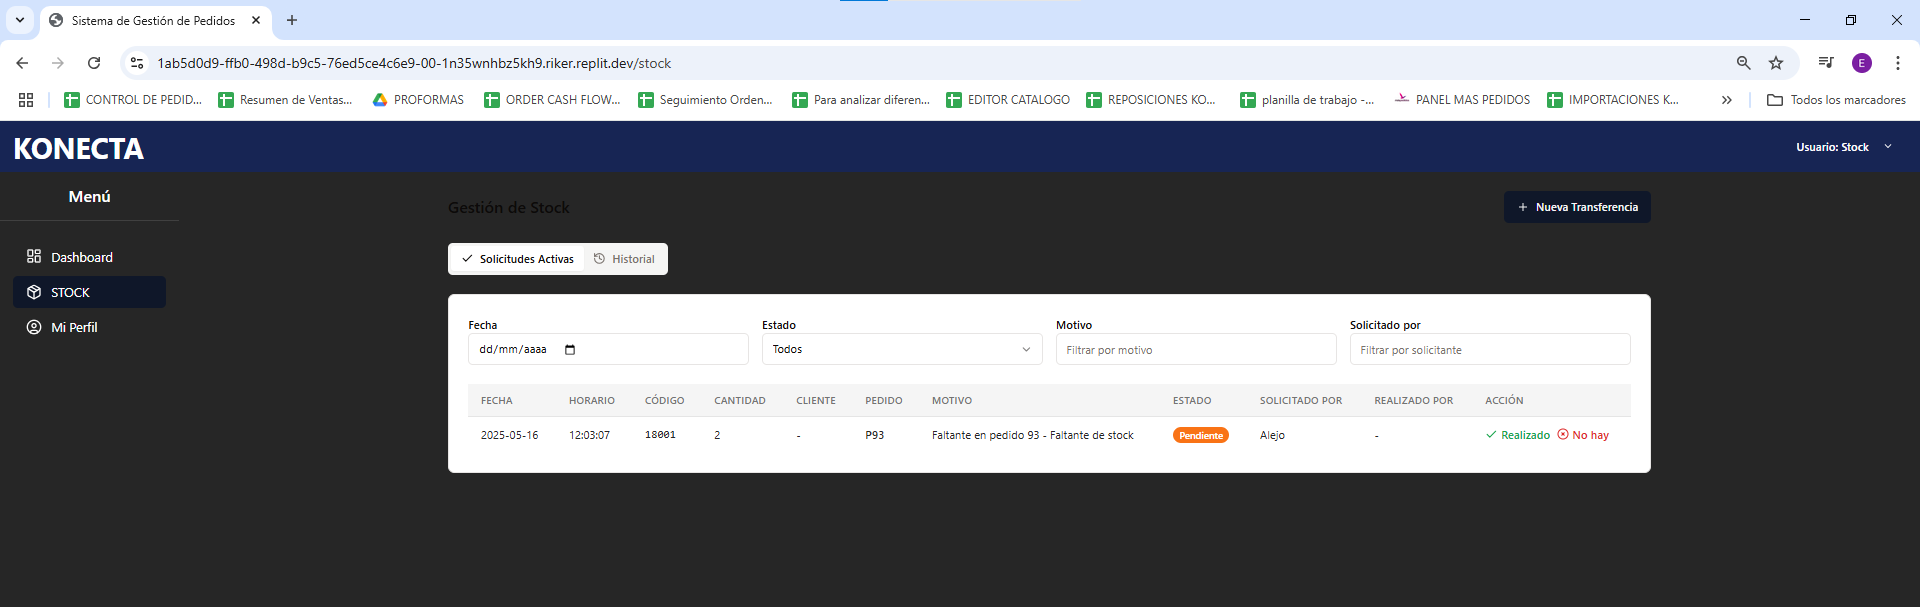 Sistema de Gestión de Pedidos
1ab5d0d9-ffb0-498d-b9c5-76ed5ce4c6e9-00-1n35wnhbz5kh9.riker.replit.dev/stock
E
CONTROL DE PEDID...
Resumen de Ventas...
PROFORMAS
ORDER CASH FLOW...
Seguimiento Orden...
Para analizar diferen...
EDITOR CATALOGO
REPOSICIONES KO...
planilla de trabajo -...
PANEL MAS PEDIDOS
IMPORTACIONES K...
Todos los marcadores
KONECTA
Usuario: Stock
Menú
Dashboard
STOCK
Mi Perfil
Gestión de Stock
+ Nueva Transferencia
Solicitudes Activas
Historial
Fecha Estado Motivo Solicitado por
dd/mm/aaaa Todos Filtrar por motivo Filtrar por solicitante
FECHA HORARIO CÓDIGO CANTIDAD CLIENTE PEDIDO MOTIVO ESTADO SOLICITADO POR REALIZADO POR ACCIÓN
2025-05-16 12:03:07 18001 2 - P93 Faltante en pedido 93 - Faltante de stock Pendiente Alejo - Realizado No hay